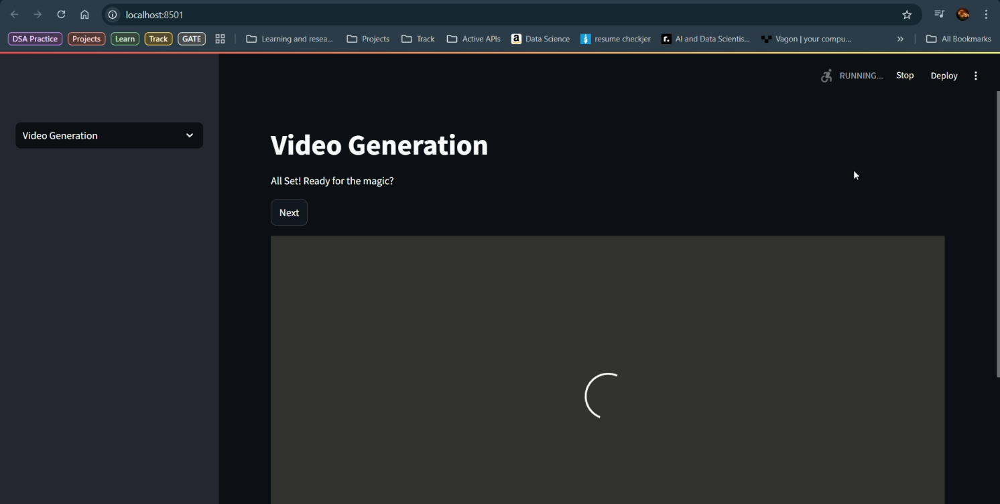 localhost:8501
DSA Practice Projects Learn Track GATE Learning and resea... Projects Track Active APIs a Data Science resume checkjer r. AI and Data Scientis... Vagon | your compu... » All Bookmarks
RUNNING... Stop Deploy
Video Generation
Video Generation
All Set! Ready for the magic?
Next